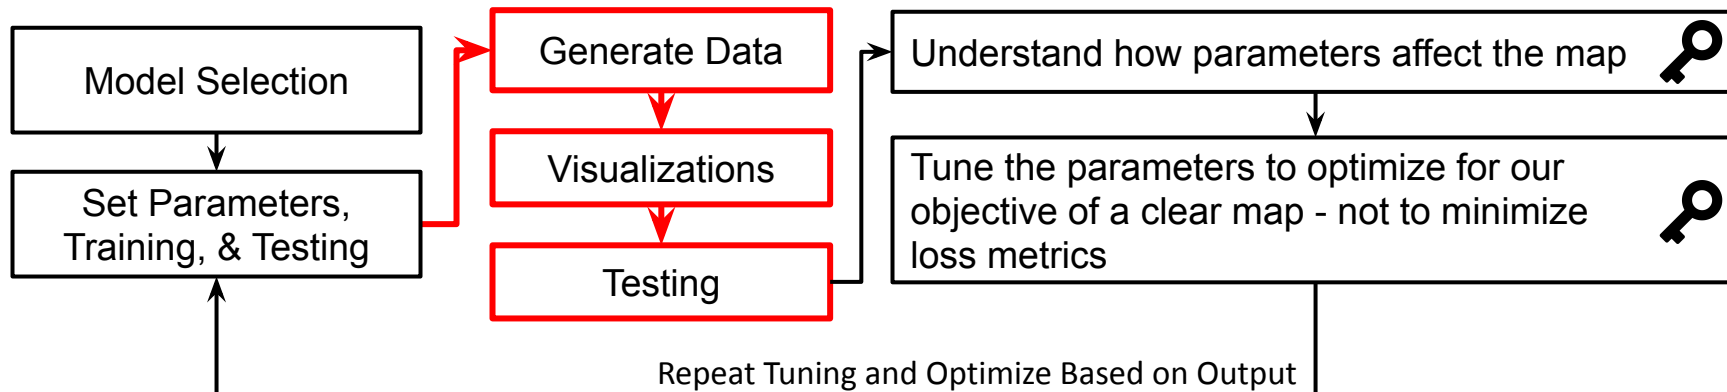 Model Selection
Set Parameters,
Training, & Testing
Generate Data
Visualizations
Testing
Understand how parameters affect the map
Tune the parameters to optimize for our
objective of a clear map - not to minimize
loss metrics
Repeat Tuning and Optimize Based on Output